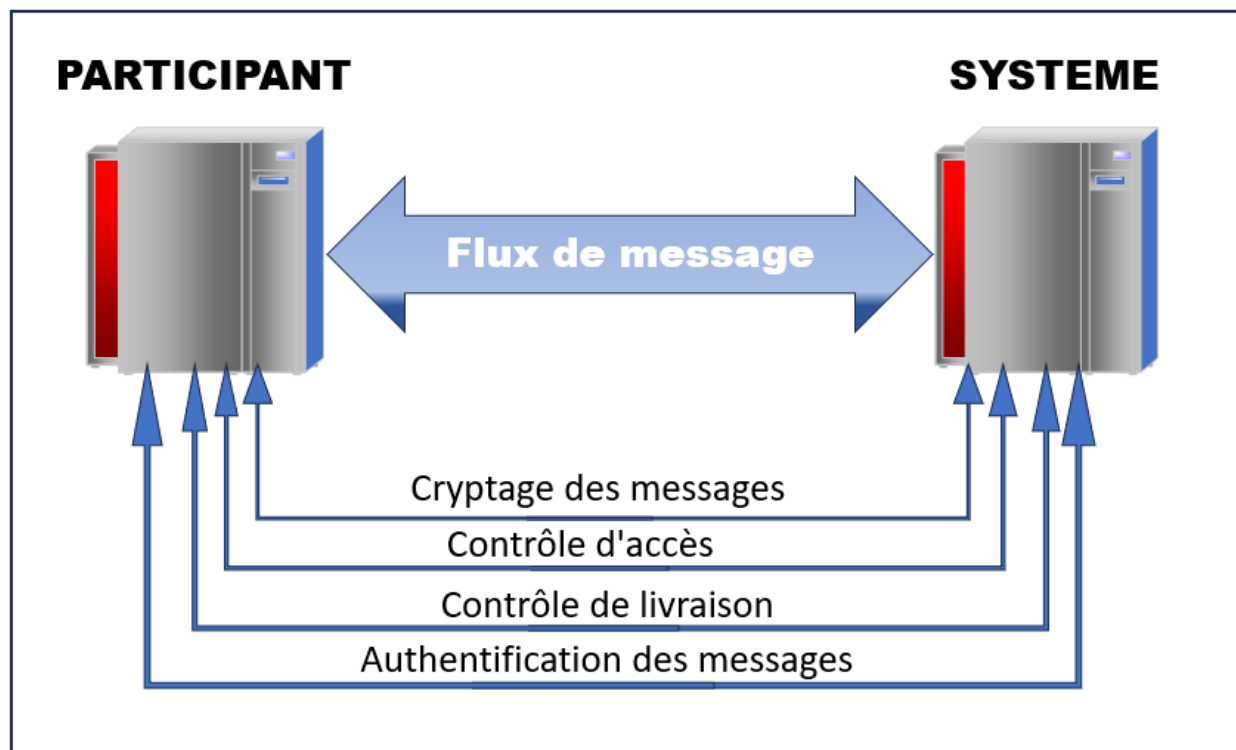 PARTICIPANT
SYSTEME
Flux de message
Cryptage des messages
Contrôle d'accès
Contrôle de livraison
Authentification des messages